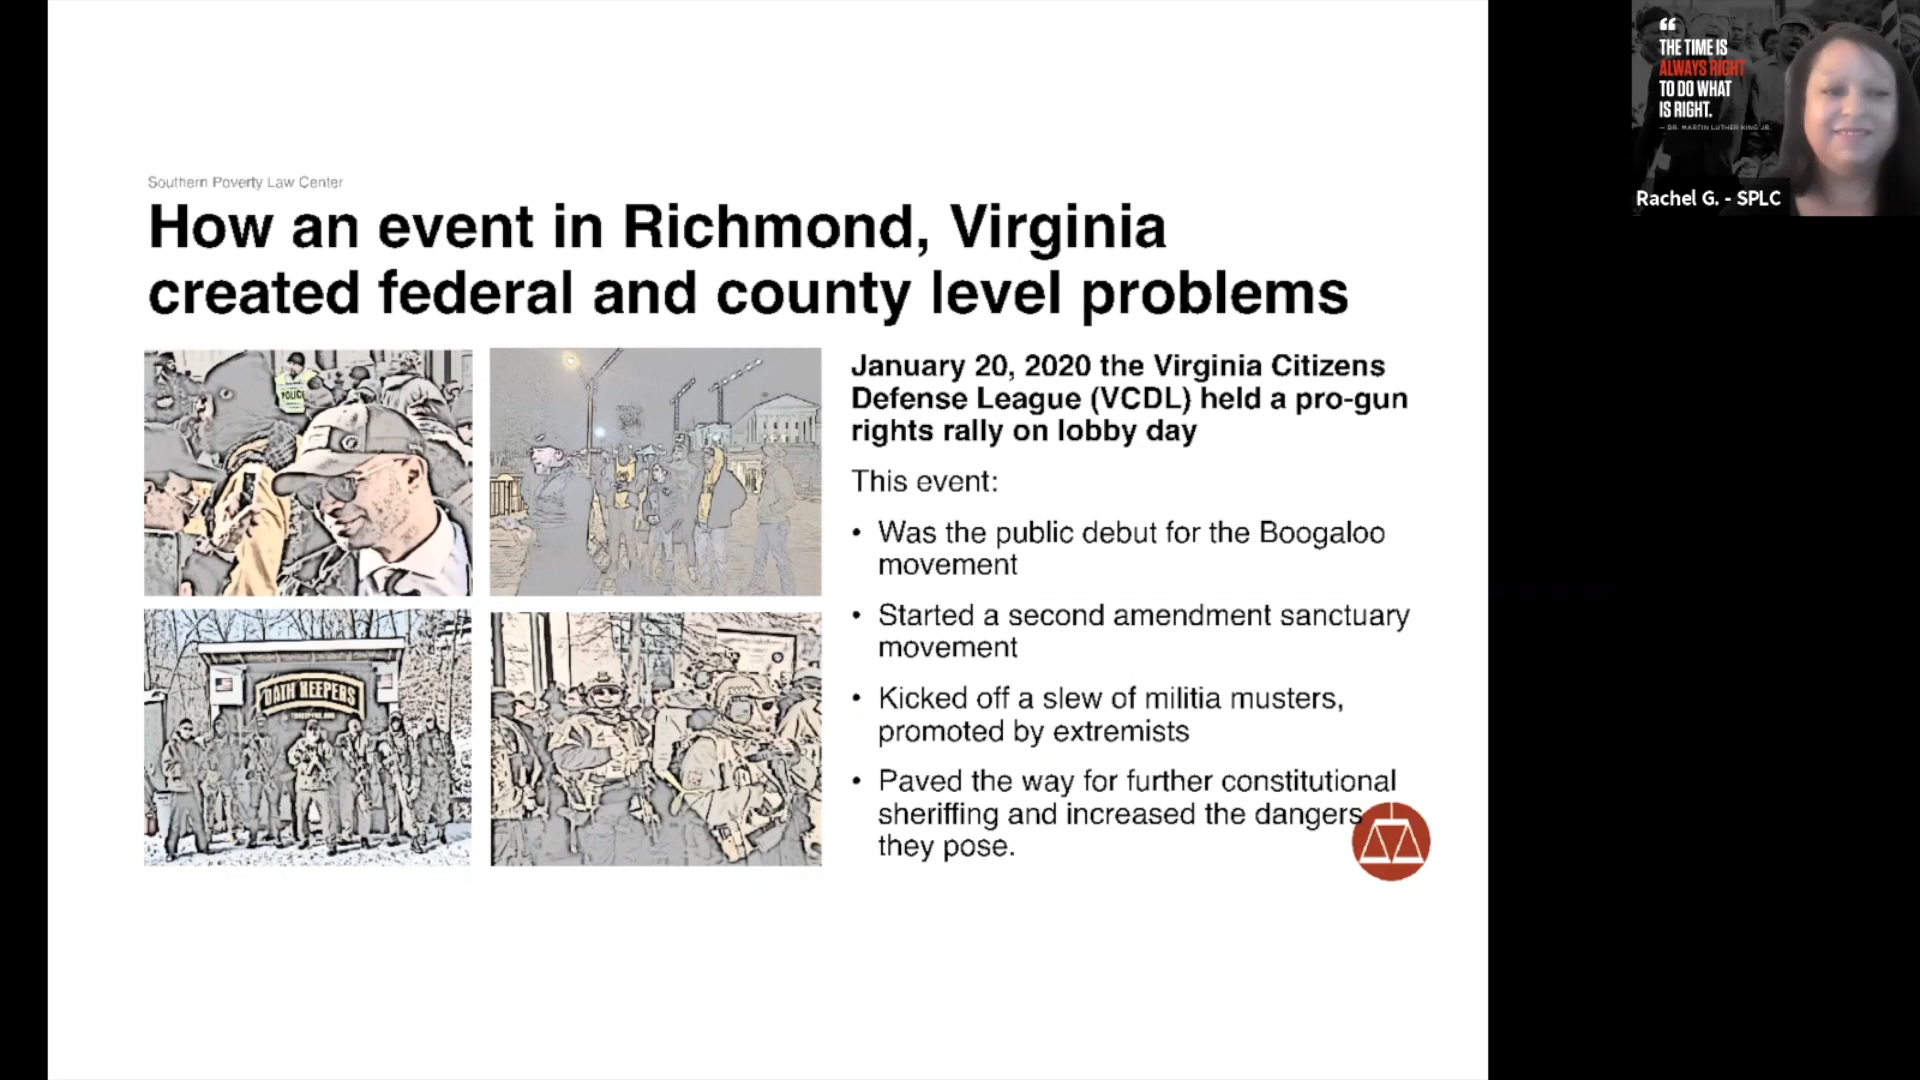 Southern Poverty Law Center
How an event in Richmond, Virginia
created federal and county level problems
POLICE
OATH KEEPERS
January 20, 2020 the Virginia Citizens
Defense League (VCDL) held a pro-gun
rights rally on lobby day
This event:
• Was the public debut for the Boogaloo
movement
• Started a second amendment sanctuary
movement
• Kicked off a slew of militia musters,
promoted by extremists
• Paved the way for further constitutional
sheriffing and increased the dangers
they pose.
“
THE TIME IS
ALWAYS RIGHT
TO DO WHAT
IS RIGHT.
– DR. MARTIN LUTHER KING JR.
Rachel G. - SPLC